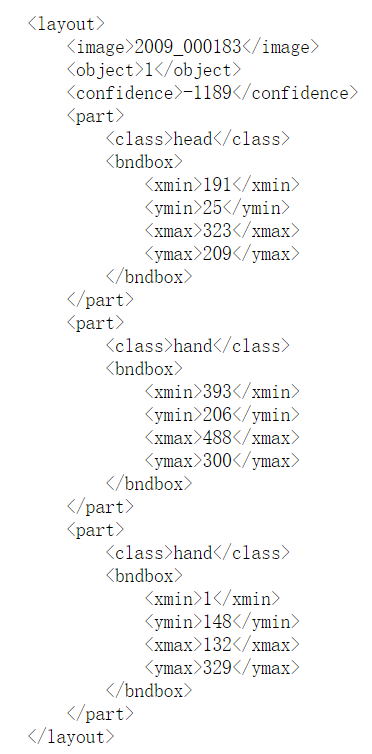 <layout>
    <image>2009_000183</image>
    <object>1</object>
    <confidence>-1189</confidence>
    <part>
        <class>head</class>
        <bndbox>
            <xmin>191</xmin>
            <ymin>25</ymin>
            <xmax>323</xmax>
            <ymax>209</ymax>
        </bndbox>
    </part>
    <part>
        <class>hand</class>
        <bndbox>
            <xmin>393</xmin>
            <ymin>206</ymin>
            <xmax>488</xmax>
            <ymax>300</ymax>
        </bndbox>
    </part>
    <part>
        <class>hand</class>
        <bndbox>
            <xmin>1</xmin>
            <ymin>148</ymin>
            <xmax>132</xmax>
            <ymax>329</ymax>
        </bndbox>
    </part>
</layout>